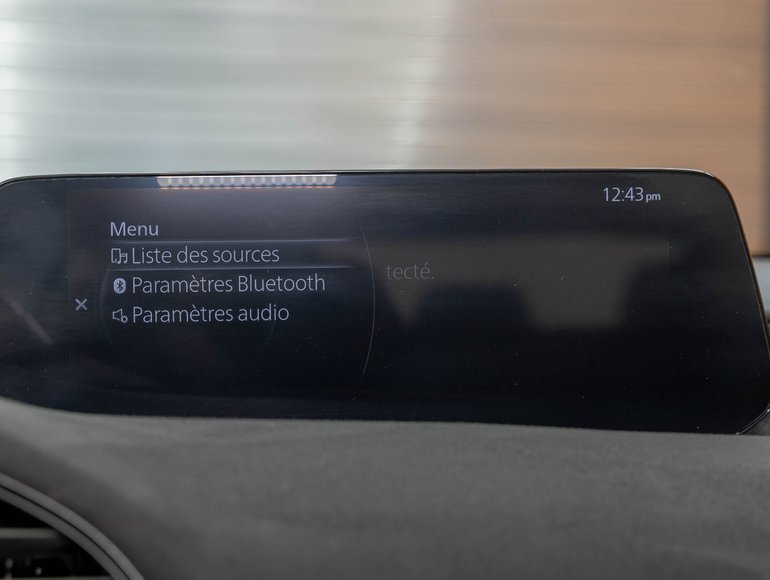 12:43pm
Menu
Liste des sources
tecté.
Paramètres Bluetooth
Paramètres audio